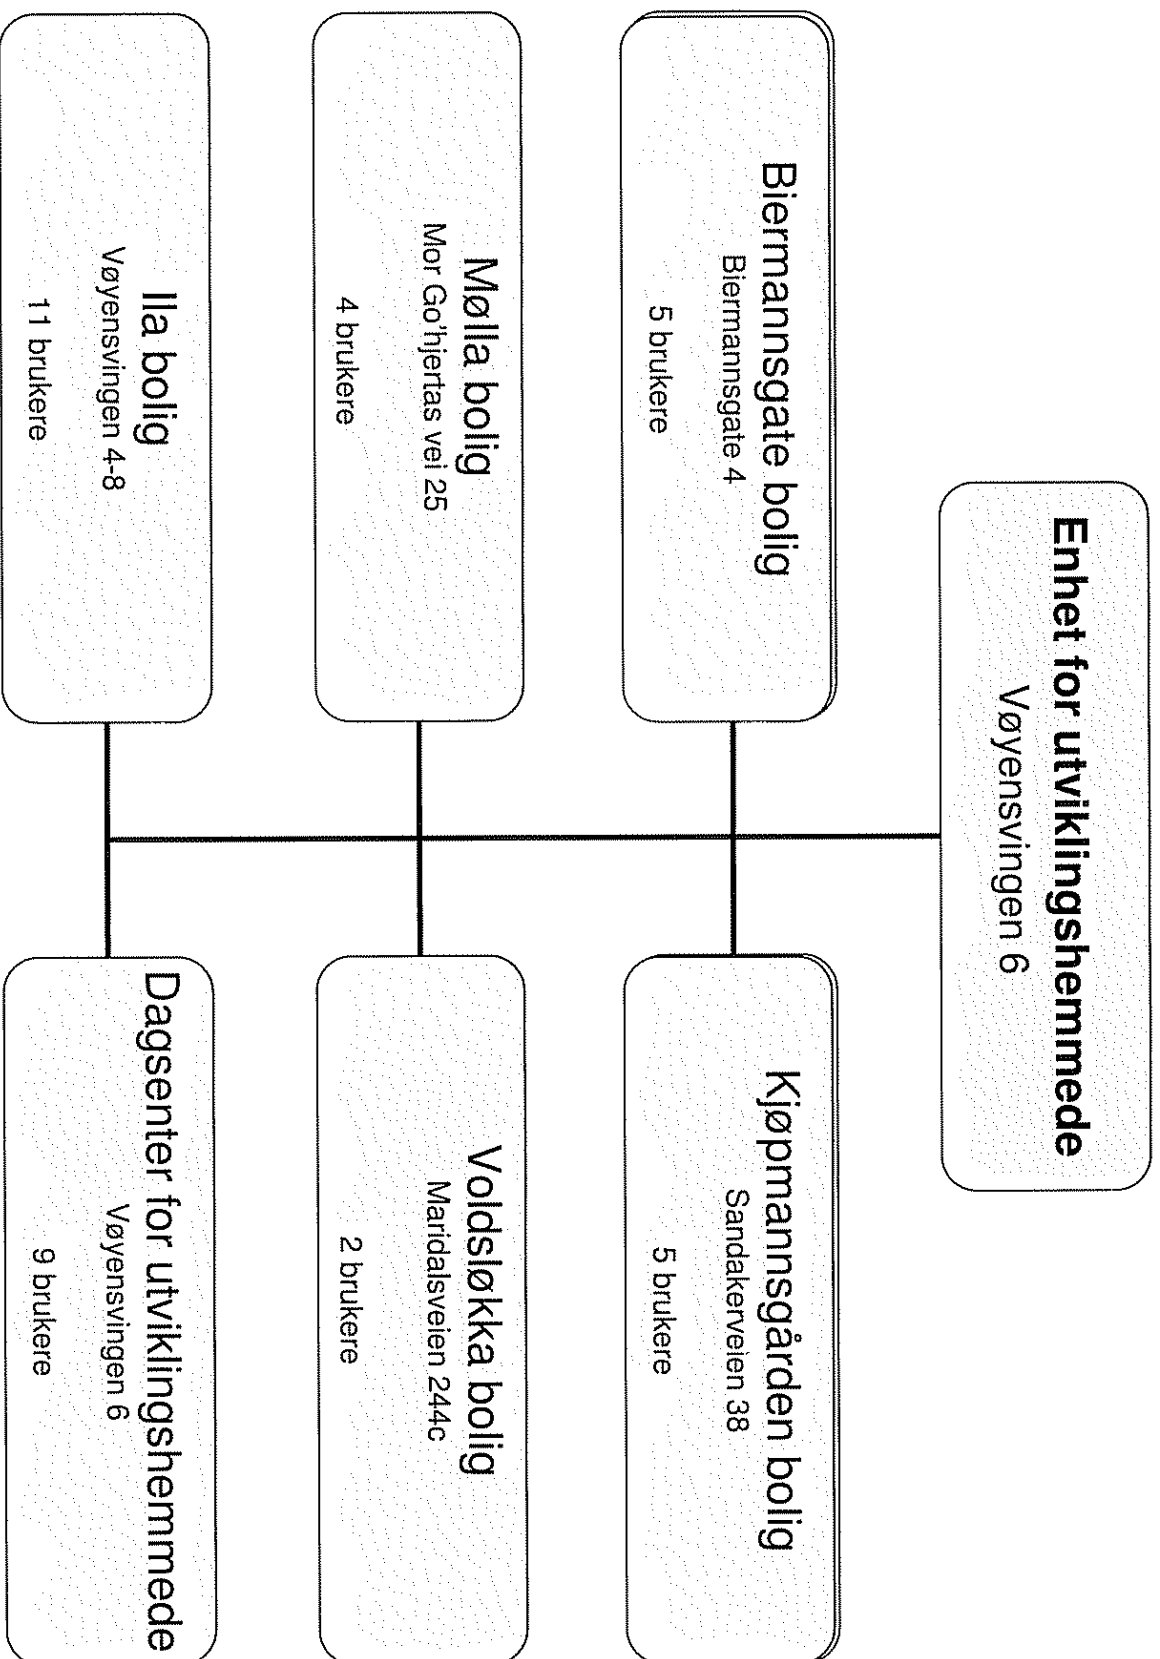 Enhet for utviklingshemmede
Vøyensvingen 6
Biermannsgate bolig
Biermannsgate 4
5 brukere
Kjøpmannsgården bolig
Sandakerveien 38
5 brukere
Mølla bolig
Mor Go'hjertas vei 25
4 brukere
Voldsløkka bolig
Maridalsveien 244c
2 brukere
Ila bolig
Vøyensvingen 4-8
11 brukere
Dagsenter for utviklingshemmede
Vøyensvingen 6
9 brukere